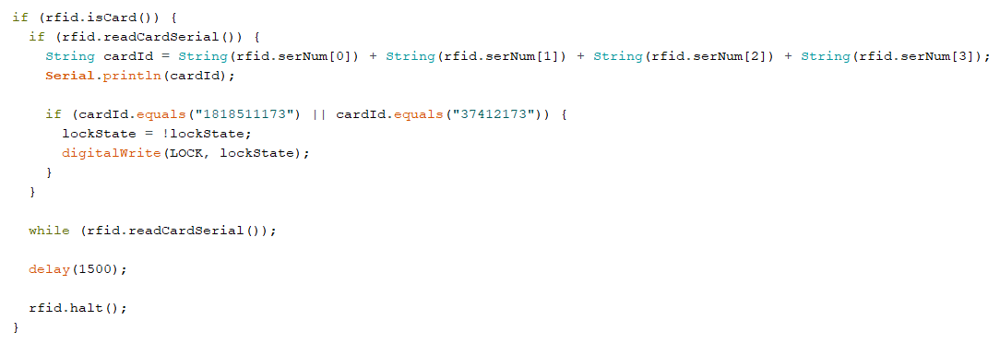 if (rfid.isCard()) {
  if (rfid.readCardSerial()) {
    String cardId = String(rfid.serNum[0]) + String(rfid.serNum[1]) + String(rfid.serNum[2]) + String(rfid.serNum[3]);
    Serial.println(cardId);

    if (cardId.equals("1818511173") || cardId.equals("37412173")) {
      lockState = !lockState;
      digitalWrite(LOCK, lockState);
    }
  }

  while (rfid.readCardSerial());

  delay(1500);

  rfid.halt();
}